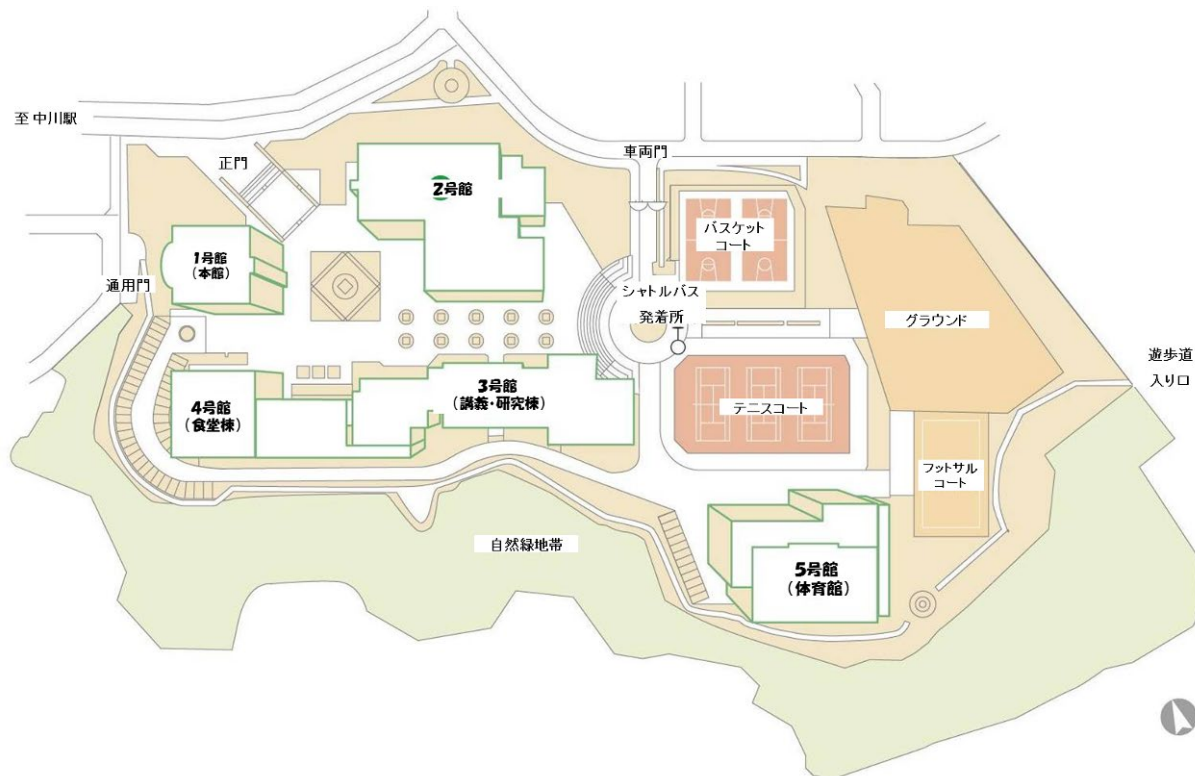 至 中川駅
正門
車両門
2号館
バスケット
コート
1号館
（本館）
通用門
シャトルバス
発着所
グラウンド
遊歩道
入り口
3号館
（講義・研究棟）
4号館
（食堂棟）
テニスコート
フットサル
コート
自然緑地帯
5号館
（体育館）